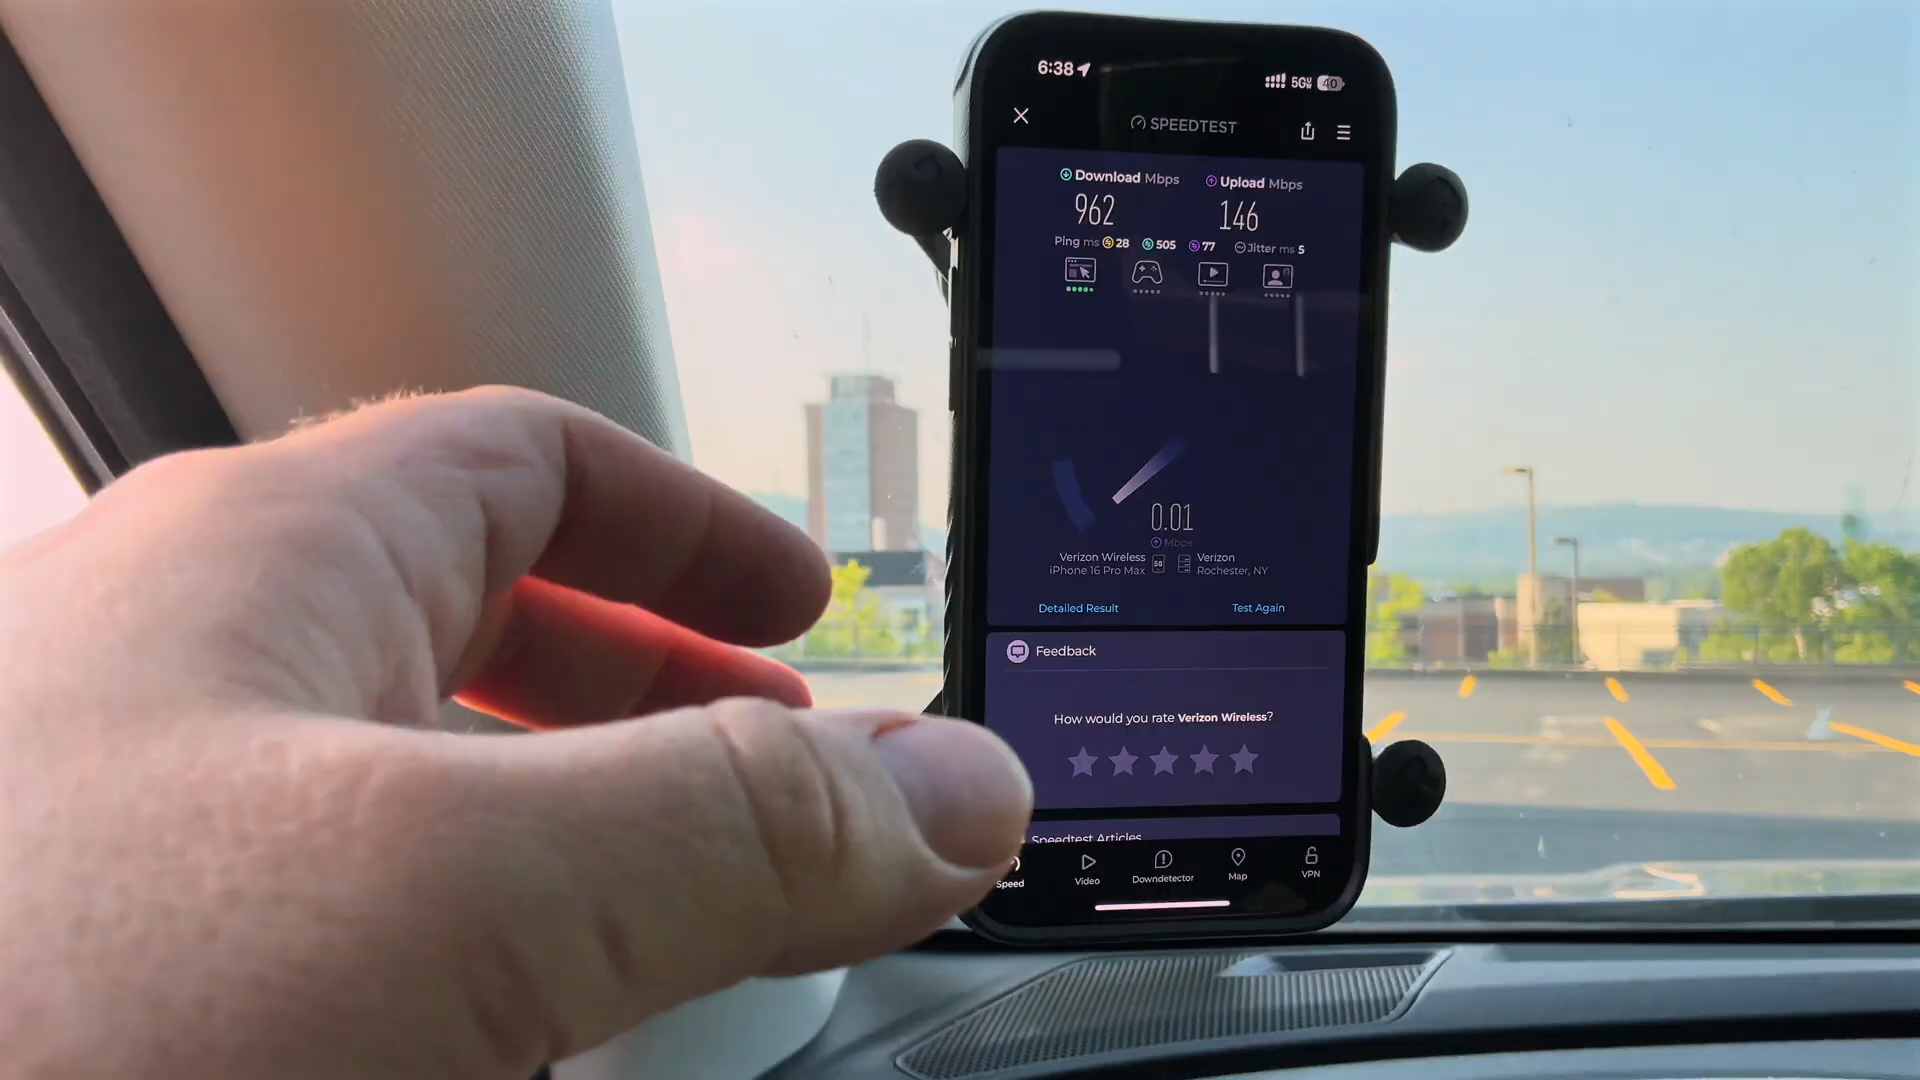 6:38
5G UW 40
SPEEDTEST
Download Mbps
Upload Mbps
962
146
Ping ms 28 505 77 Jitter ms 5
0.01
Mbps
Verizon Wireless
iPhone 16 Pro Max
5G
Verizon
Rochester, NY
Detailed Result
Test Again
Feedback
How would you rate Verizon Wireless?
Speedtest Articles
Speed
Video
Downdetector
Map
VPN